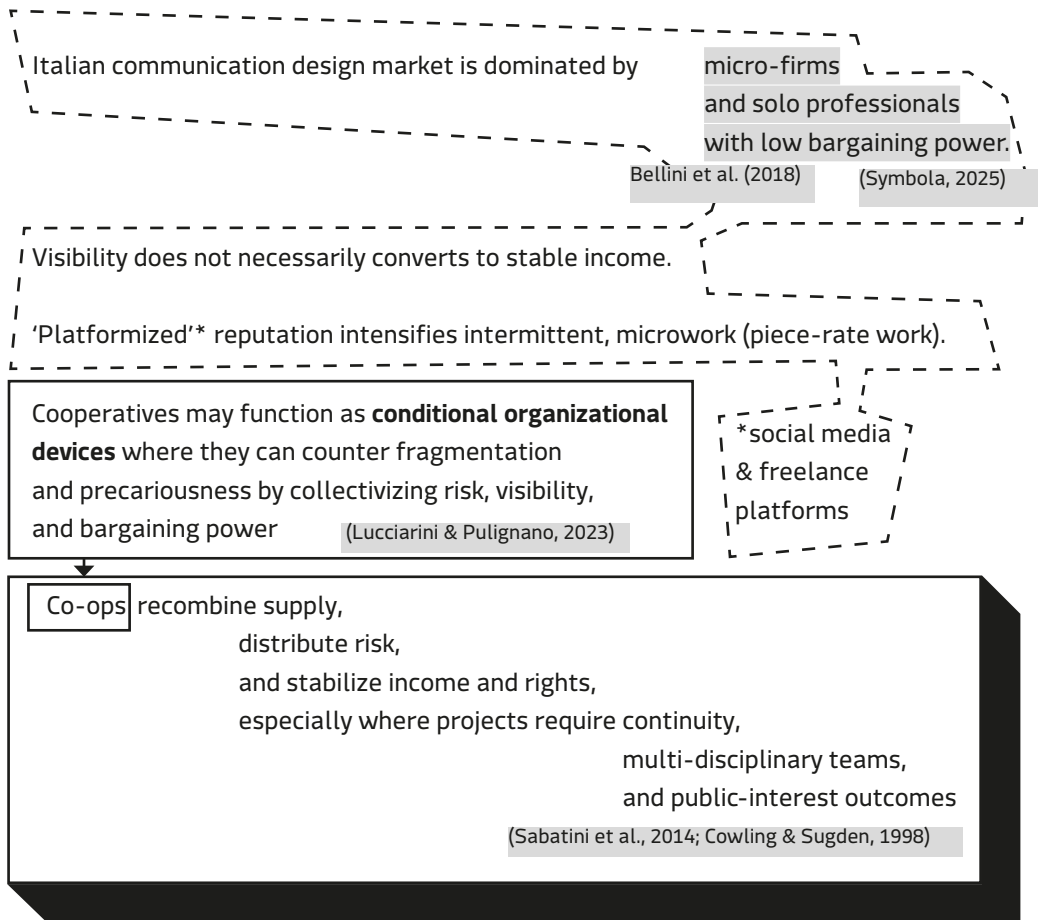 Italian communication design market is dominated by micro-firms
and solo professionals
with low bargaining power.
Bellini et al. (2018) (Symbola, 2025)
Visibility does not necessarily converts to stable income.
‘Platformized’* reputation intensifies intermittent, microwork (piece-rate work).
Cooperatives may function as conditional organizational
devices where they can counter fragmentation
and precariousness by collectivizing risk, visibility,
and bargaining power (Lucciarini & Pulignano, 2023)
*social media
& freelance
platforms
Co-ops recombine supply,
distribute risk,
and stabilize income and rights,
especially where projects require continuity,
multi-disciplinary teams,
and public-interest outcomes
(Sabatini et al., 2014; Cowling & Sugden, 1998)